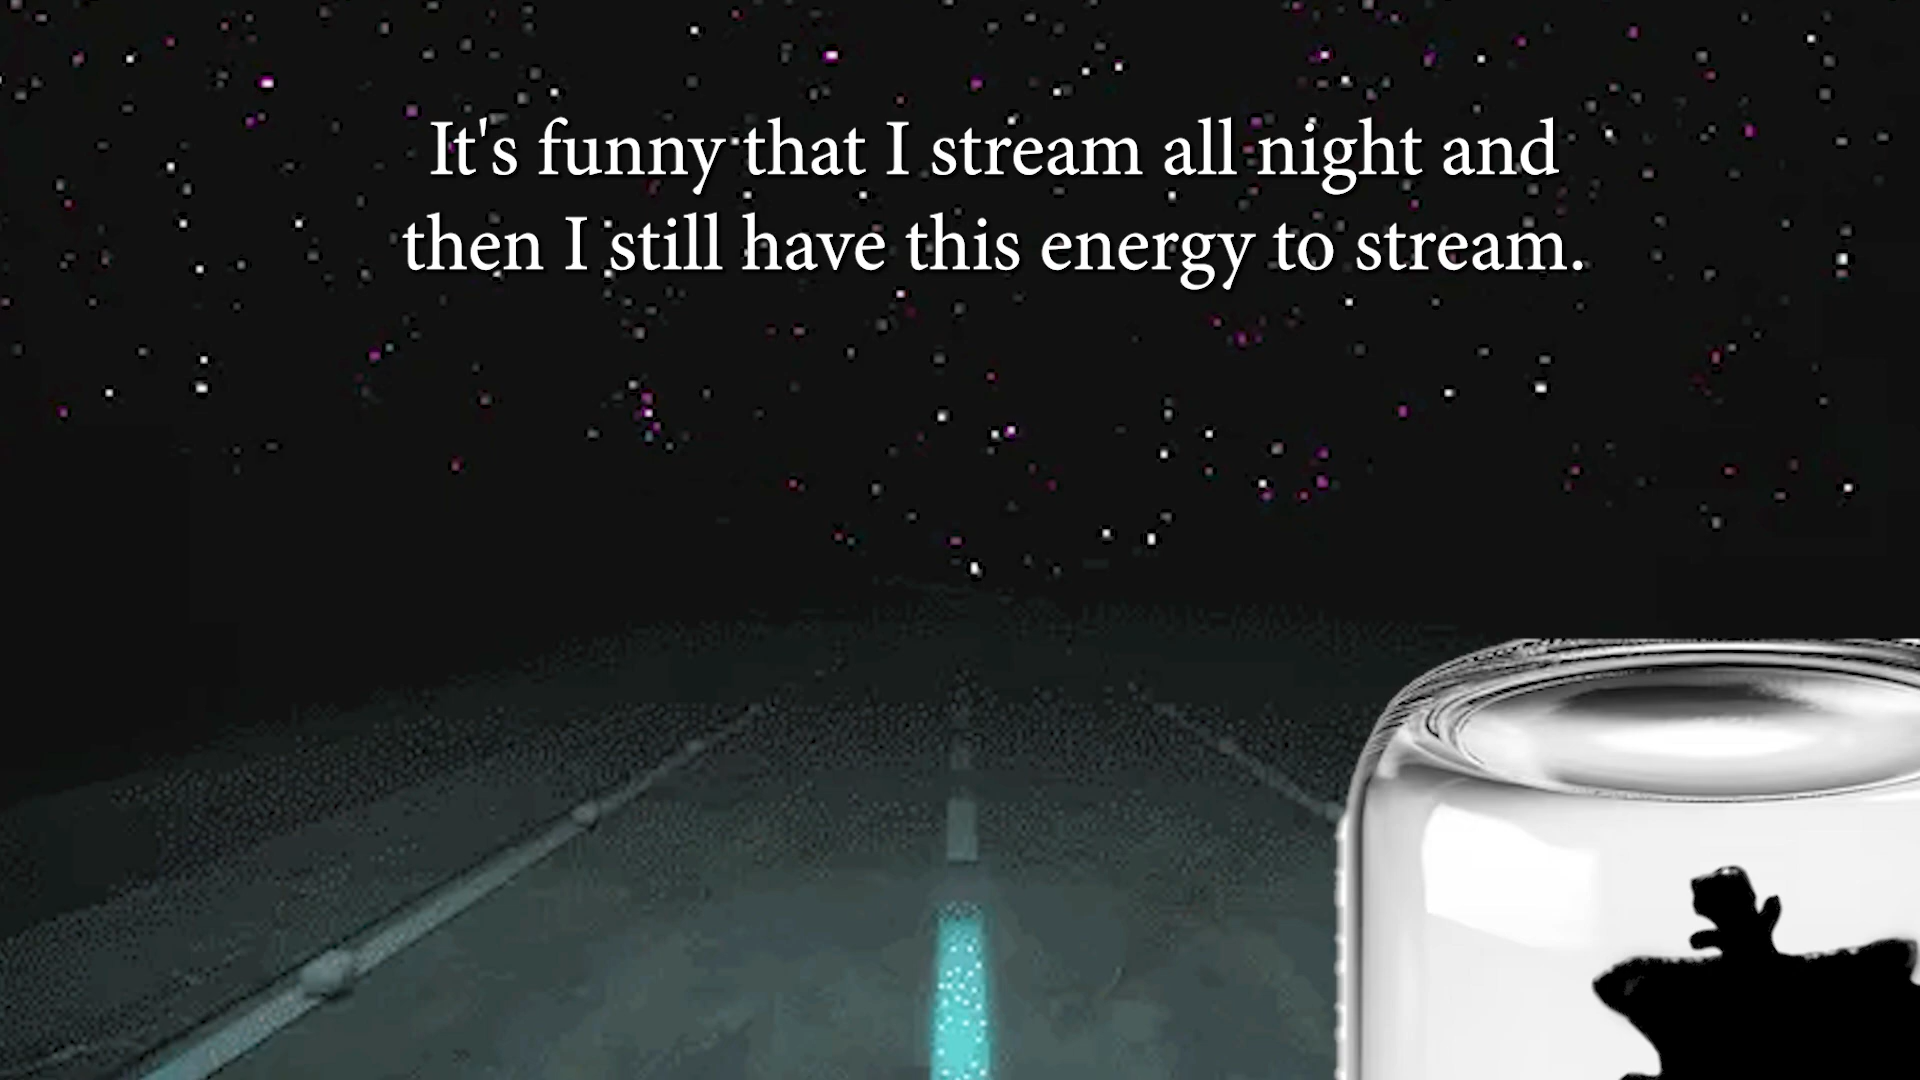 It's funny that I stream all night and
then I still have this energy to stream.